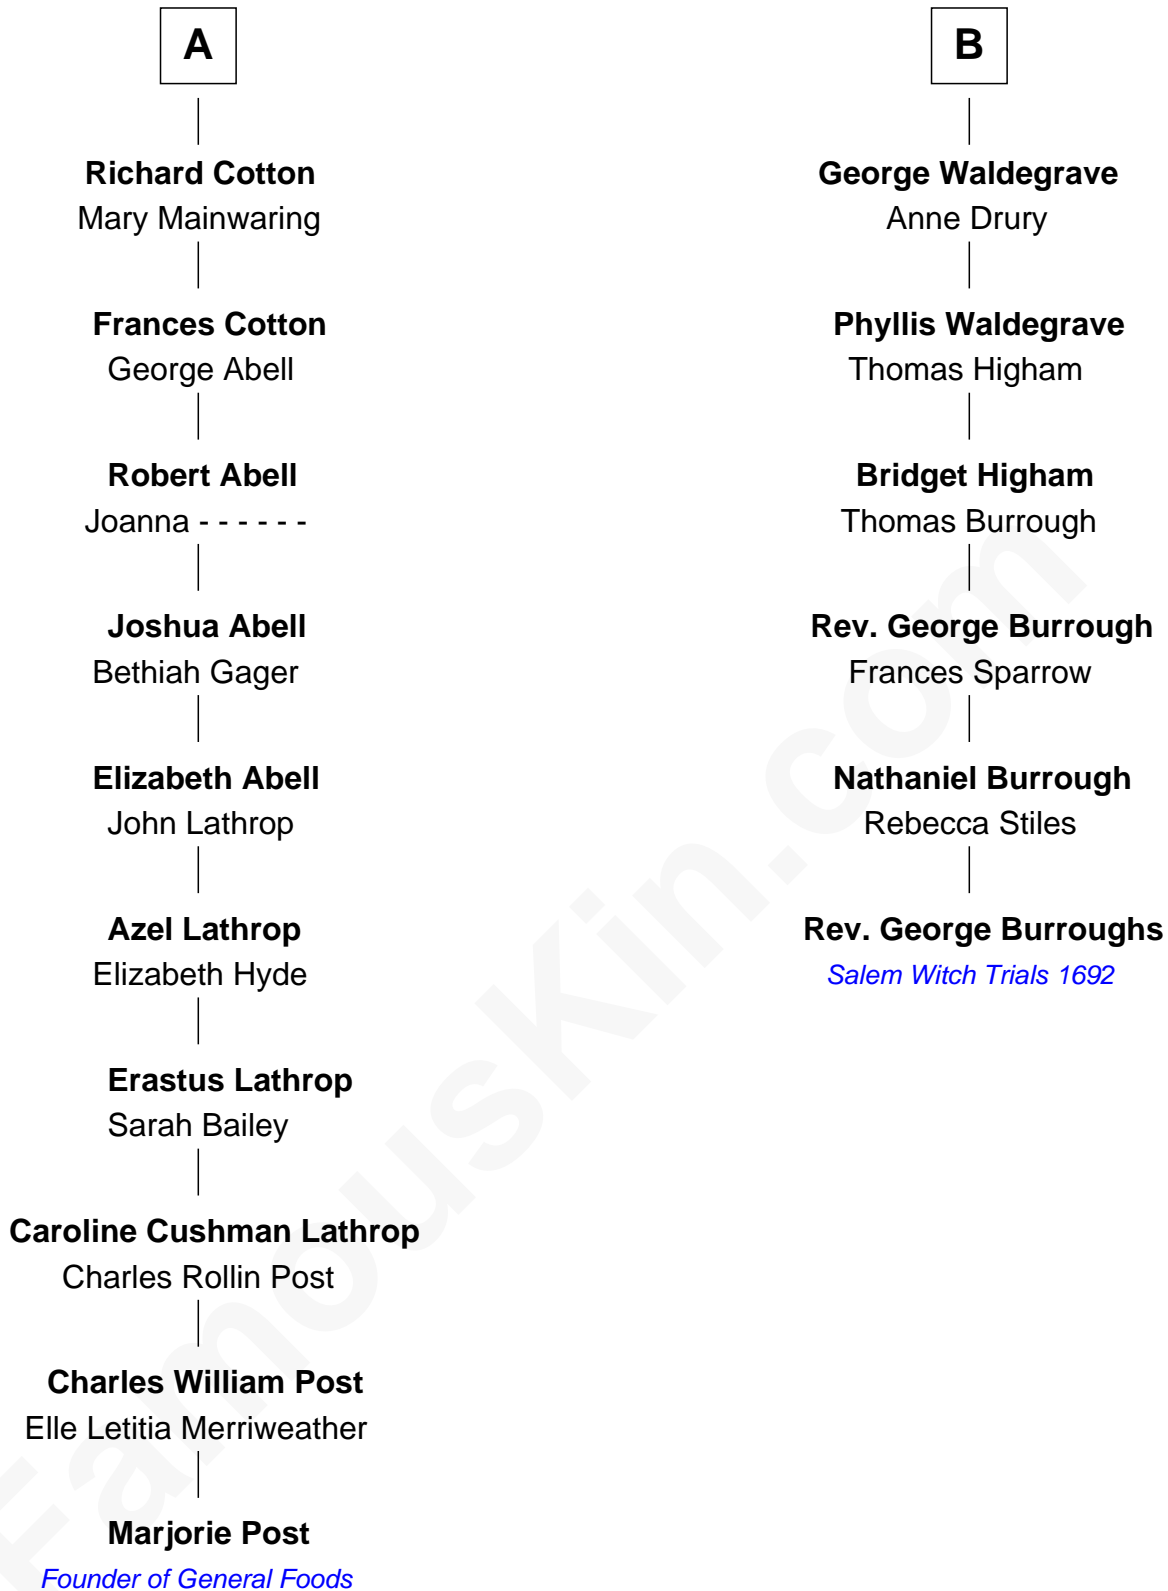 A
Richard Cotton
Mary Mainwaring
Frances Cotton
George Abell
Robert Abell
Joanna - - - - - -
Joshua Abell
Bethiah Gager
Elizabeth Abell
John Lathrop
Azel Lathrop
Elizabeth Hyde
Erastus Lathrop
Sarah Bailey
Caroline Cushman Lathrop
Charles Rollin Post
Charles William Post
Elle Letitia Merriweather
Marjorie Post
Founder of General Foods
B
George Waldegrave
Anne Drury
Phyllis Waldegrave
Thomas Higham
Bridget Higham
Thomas Burrough
Rev. George Burrough
Frances Sparrow
Nathaniel Burrough
Rebecca Stiles
Rev. George Burroughs
Salem Witch Trials 1692
FamousKin.com